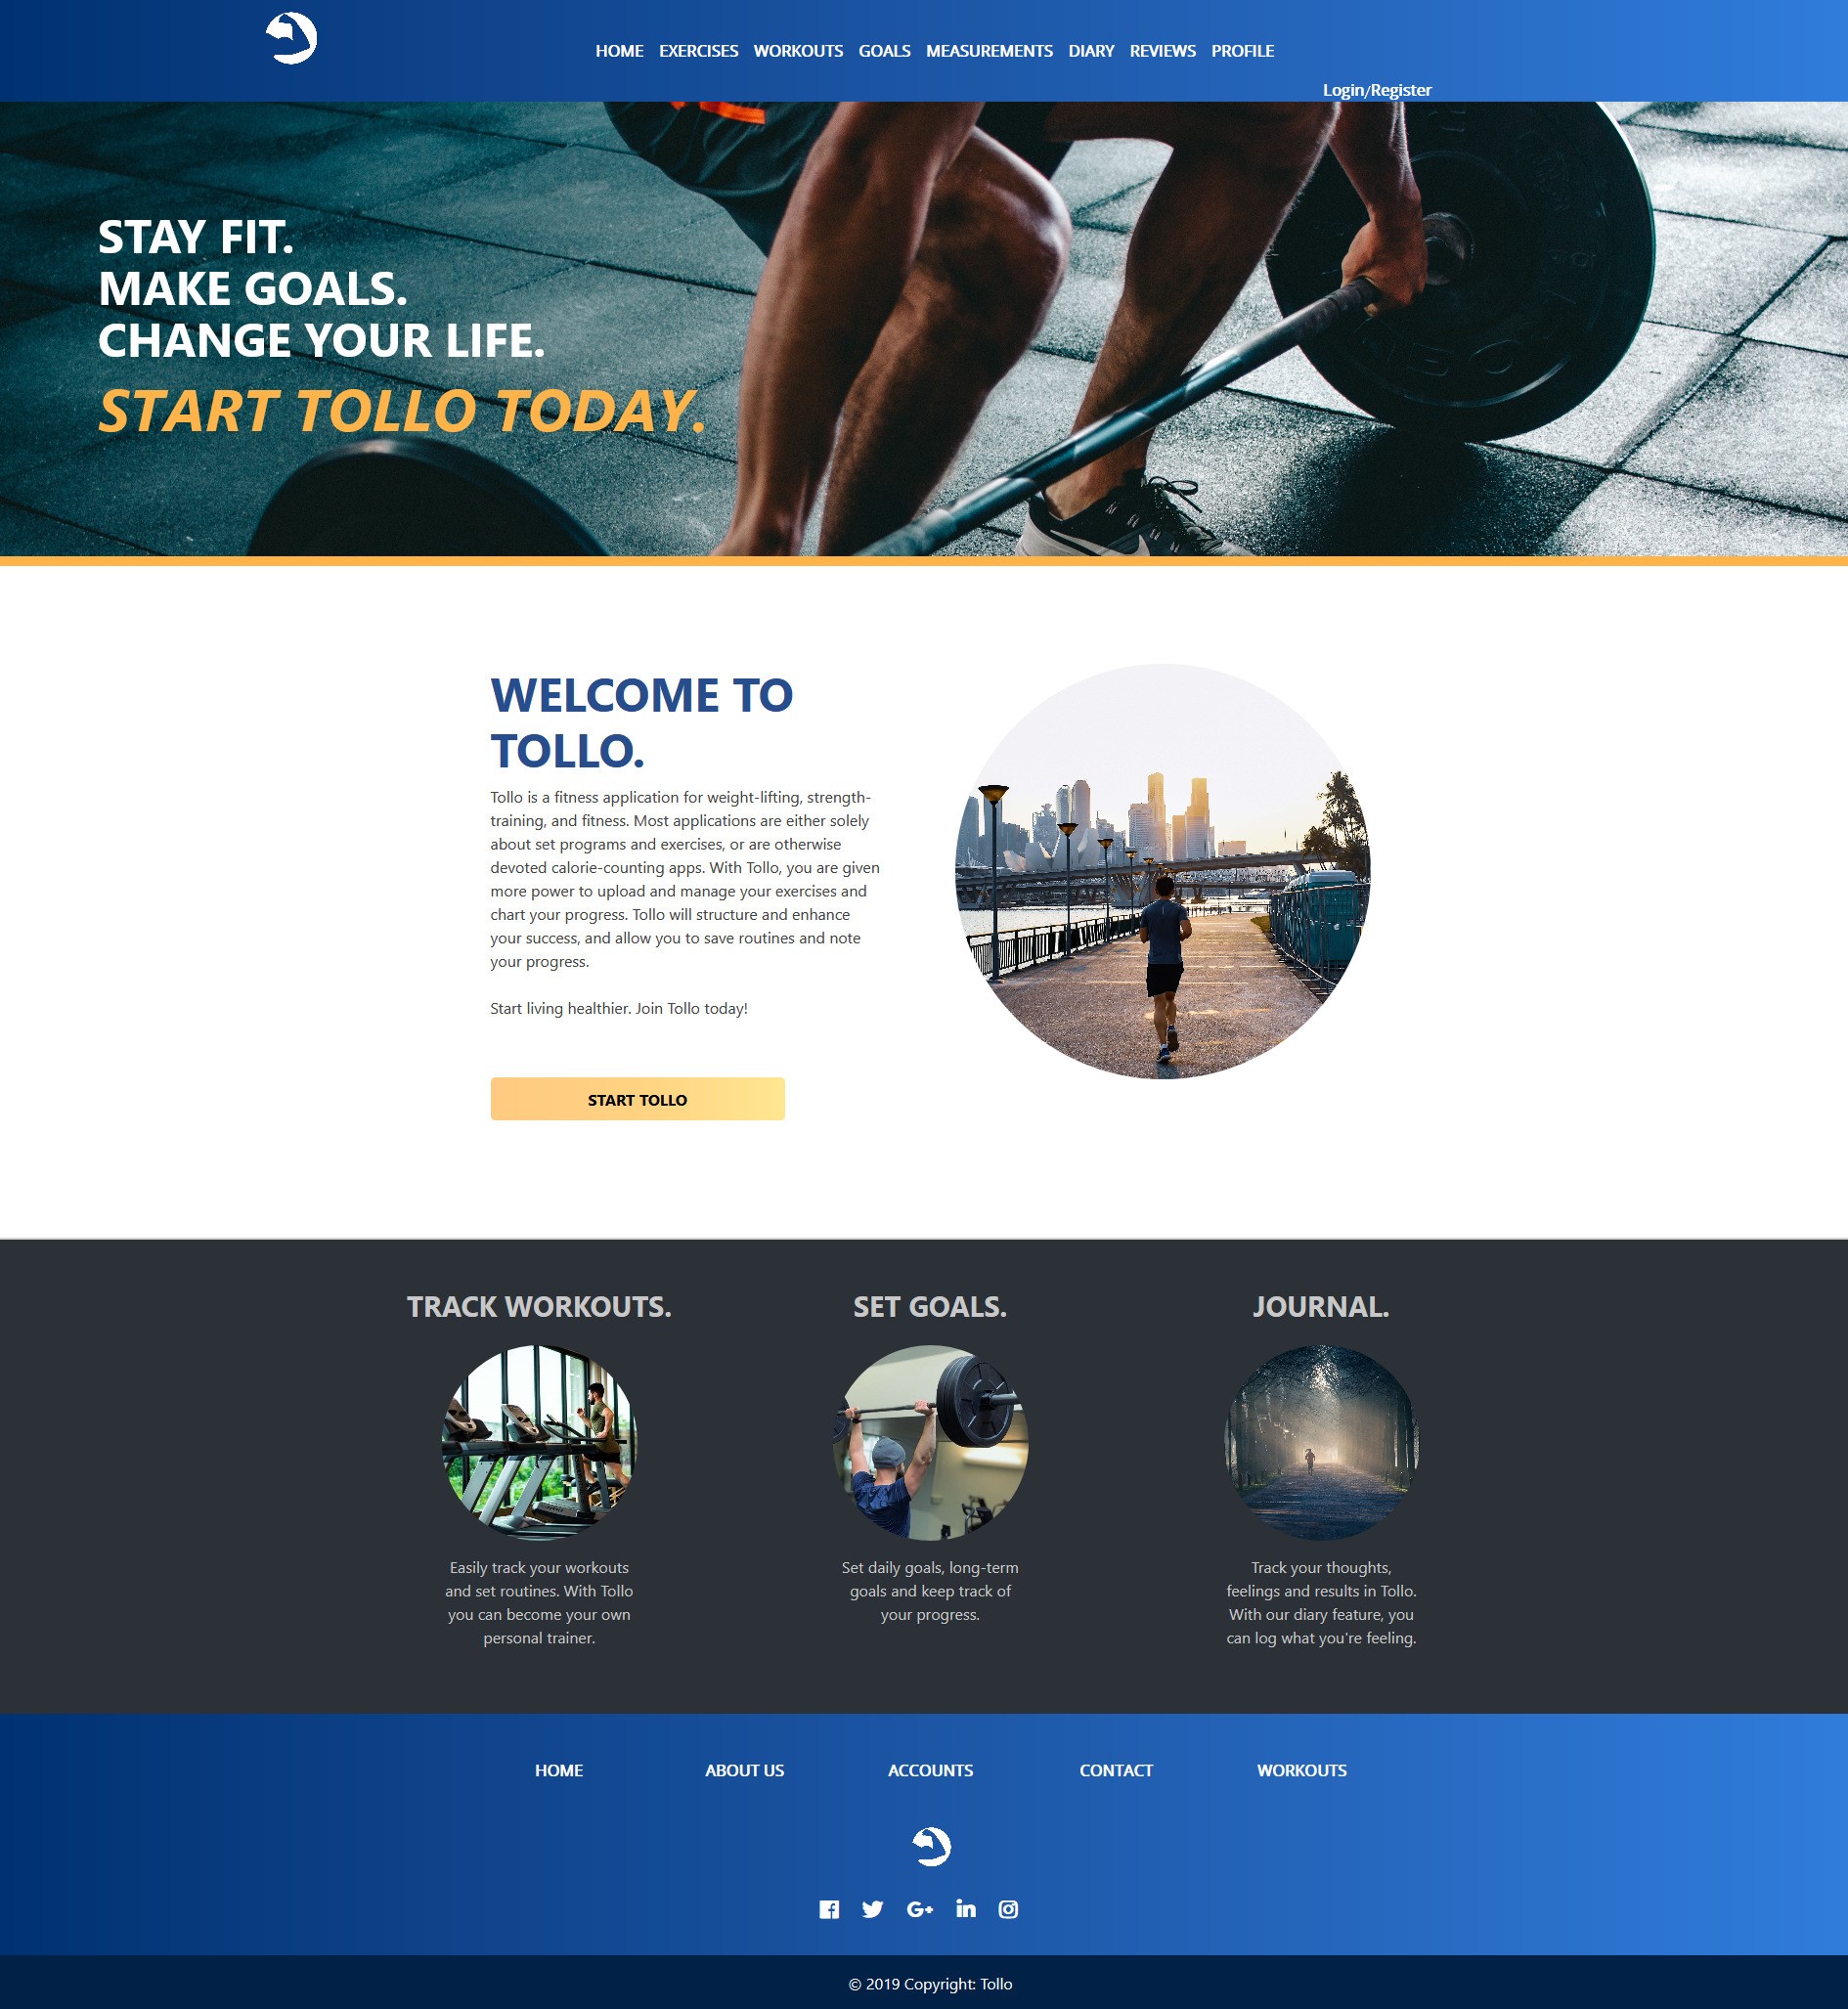 HOME EXERCISES WORKOUTS GOALS MEASUREMENTS DIARY REVIEWS PROFILE
Login/Register
STAY FIT.
MAKE GOALS.
CHANGE YOUR LIFE.
START TOLLO TODAY.
WELCOME TO
TOLLO.
Tollo is a fitness application for weight-lifting, strength-
training, and fitness. Most applications are either solely
about set programs and exercises, or are otherwise
devoted calorie-counting apps. With Tollo, you are given
more power to upload and manage your exercises and
chart your progress. Tollo will structure and enhance
your success, and allow you to save routines and note
your progress.
Start living healthier. Join Tollo today!
START TOLLO
TRACK WORKOUTS.
Easily track your workouts
and set routines. With Tollo
you can become your own
personal trainer.
SET GOALS.
Set daily goals, long-term
goals and keep track of
your progress.
JOURNAL.
Track your thoughts,
feelings and results in Tollo.
With our diary feature, you
can log what you're feeling.
HOME ABOUT US ACCOUNTS CONTACT WORKOUTS
© 2019 Copyright: Tollo